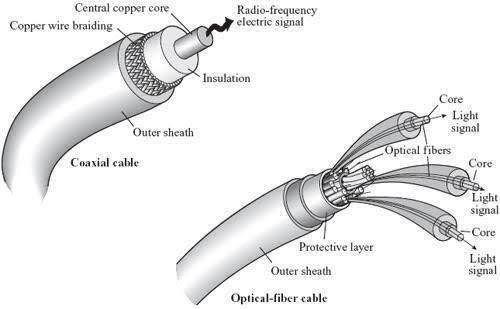 Central copper core
Radio-frequency
electric signal
Copper wire braiding
Insulation
Outer sheath
Coaxial cable
Core
Light
signal
Optical fibers
Core
Light
signal
Core
Protective layer
Light
signal
Outer sheath
Optical-fiber cable